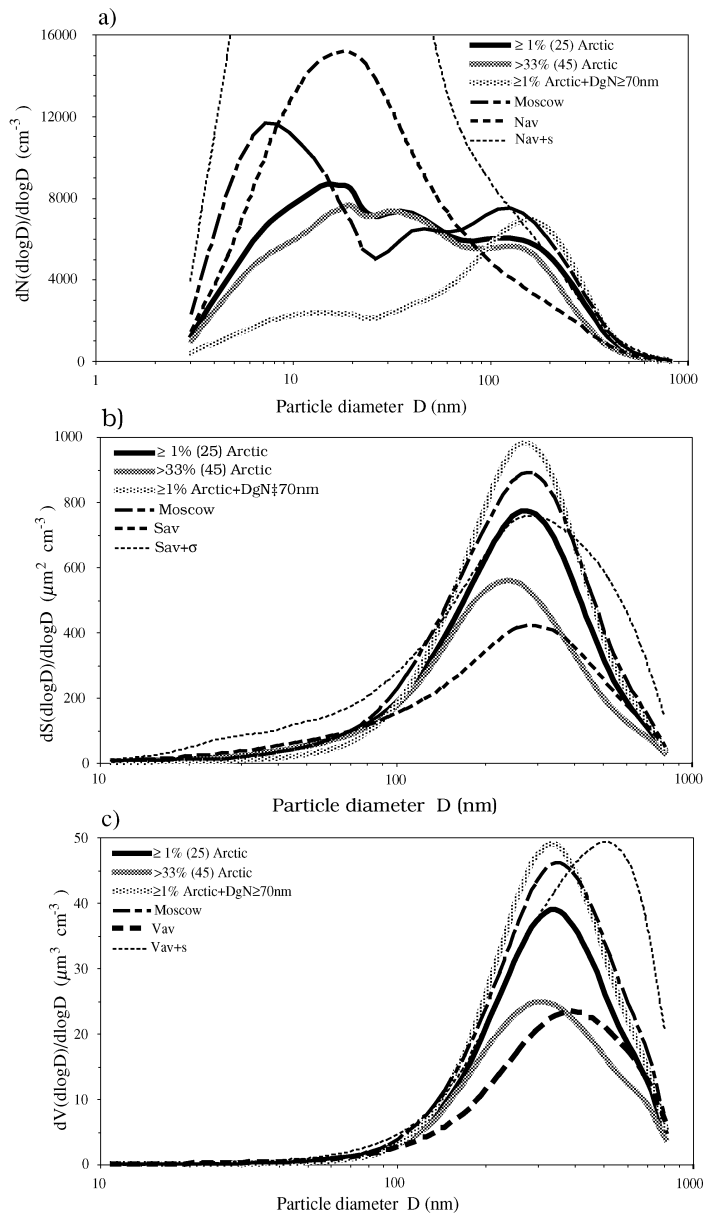 a)
16000
12000
8000
4000
0
dN(dlogD)/dlogD (cm-3)
≥ 1% (25) Arctic
>33% (45) Arctic
≥1% Arctic+DgN≥70nm
Moscow
Nav
Nav+s
1
10
100
1000
Particle diameter D (nm)
b)
1000
800
600
400
200
0
dS(dlogD)/dlogD (µm2 cm-3)
≥ 1% (25) Arctic
>33% (45) Arctic
≥1% Arctic+DgN‡70nm
Moscow
Sav
Sav+σ
10
100
1000
Particle diameter D (nm)
c)
50
40
30
20
10
0
dV(dlogD)/dlogD (µm3 cm-3)
≥ 1% (25) Arctic
>33% (45) Arctic
≥1% Arctic+DgN≥70nm
Moscow
Vav
Vav+s
10
100
1000
Particle diameter D (nm)